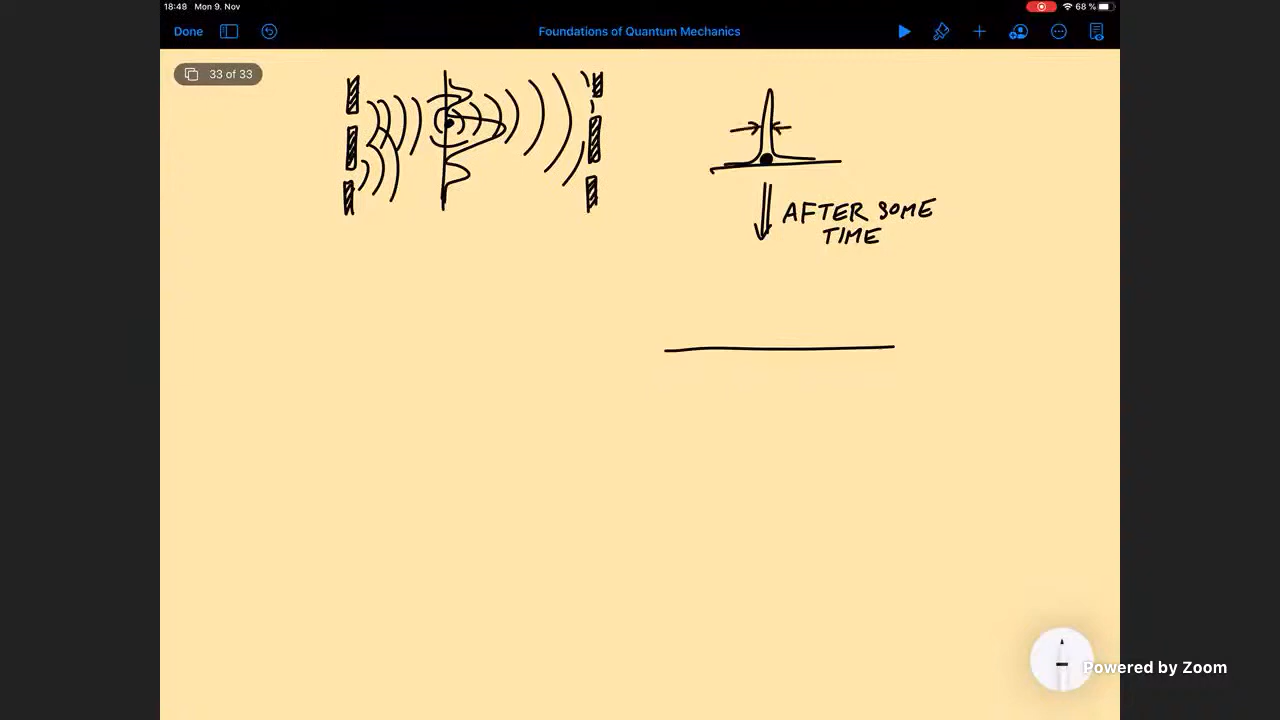 18:48 Mon 9. Nov
68 %
Done
Foundations of Quantum Mechanics
33 of 33
AFTER SOME
TIME
Powered by Zoom